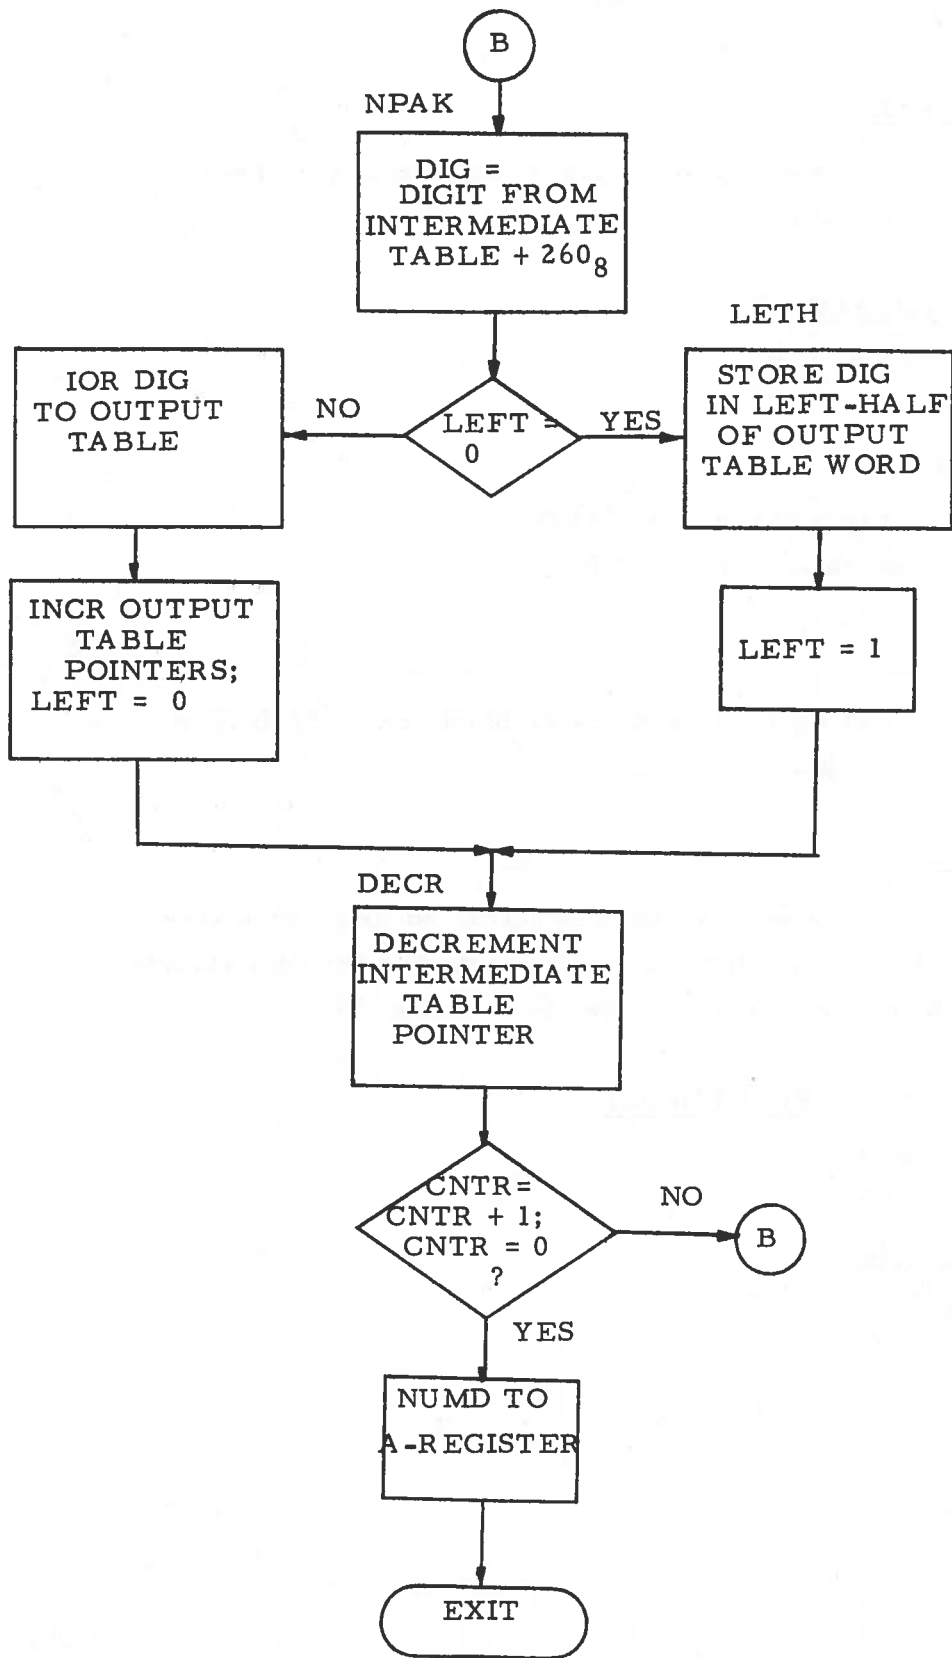 B
NPAK
DIG =
DIGIT FROM
INTERMEDIATE
TABLE + 260₈
LETH
IOR DIG
TO OUTPUT
TABLE
NO
LEFT =
0
YES
STORE DIG
IN LEFT-HALF
OF OUTPUT
TABLE WORD
INCR OUTPUT
TABLE
POINTERS;
LEFT = 0
LEFT = 1
DECR
DECREMENT
INTERMEDIATE
TABLE
POINTER
CNTR=
CNTR + 1;
CNTR = 0
?
NO
B
YES
NUMD TO
A-REGISTER
EXIT